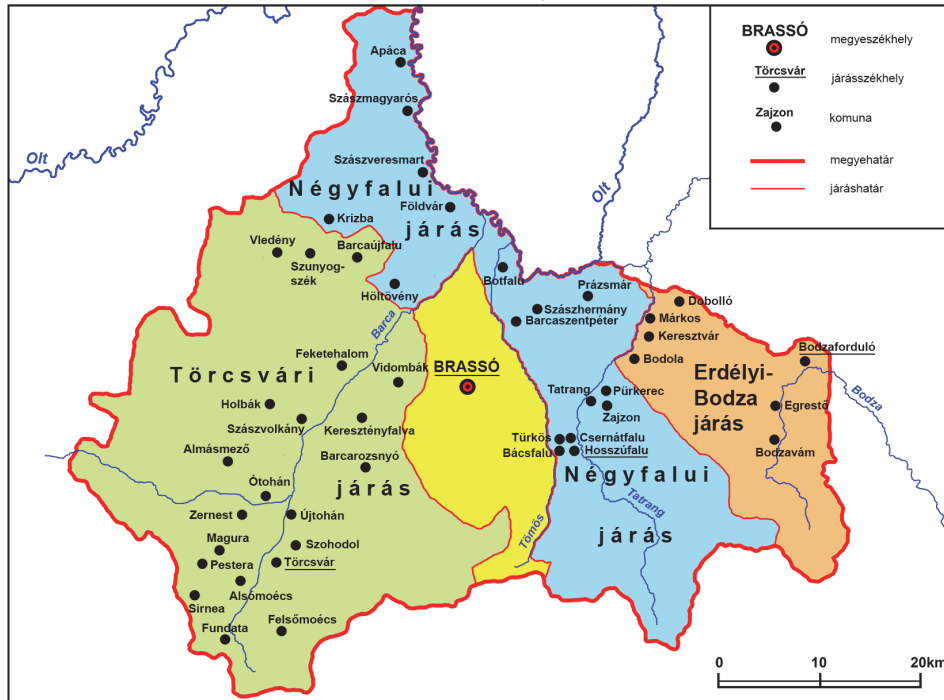 BRASSÓ
megyeszékhely
Törcsvár
járásszékhely
Zajzon
komuna
megyehatár
járáshatár
Apáca
Szászmagyarós
Olt
Szászveresmart
Négyfalui
járás
Olt
Földvár
Krizba
Vledény
Szunyog-
szék
Barcaújfalu
Höltövény
Botfalu
Prázsmár
Szászhermány
Barcaszentpéter
Dobolló
Márkos
Keresztvár
Bodola
Bodzaforduló
Barca
Feketehalom
Vidombák
BRASSÓ
Törcsvári
járás
Erdélyi-
Bodza
járás
Bodza
Egrestő
Bodzavám
Holbák
Szászvolkány
Keresztényfalva
Tatrang
Pürkerec
Zajzon
Türkös
Csernátfalu
Bácsfalu
Hosszúfalu
Almásmező
Barcarozsnyó
Négyfalui
járás
Ótohán
Tatrang
Zernest
Újtohán
Tömös
Magura
Szohodol
Pestera
Törcsvár
Alsómoécs
Sirnea
Fundata
Felsőmoécs
0 10 20km